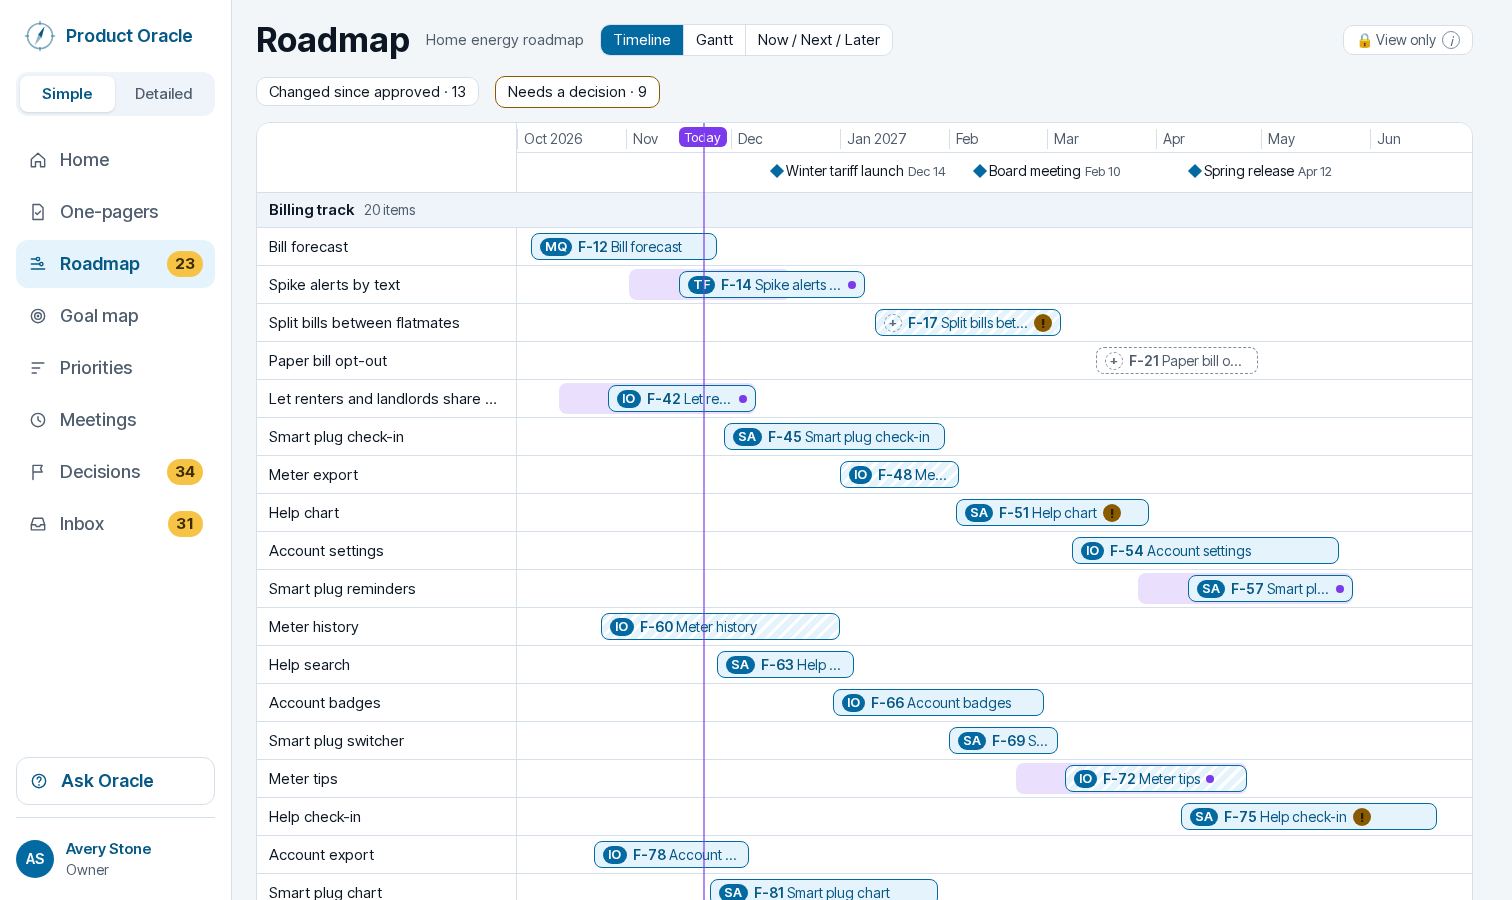 Product Oracle
Simple Detailed
Home
One-pagers
Roadmap 23
Goal map
Priorities
Meetings
Decisions 34
Inbox 31
Ask Oracle
AS Avery Stone
Owner
Roadmap Home energy roadmap Timeline Gantt Now / Next / Later 🔒 View only i
Changed since approved · 13 Needs a decision · 9
Oct 2026 Nov Today Dec Jan 2027 Feb Mar Apr May Jun
Winter tariff launch Dec 14 Board meeting Feb 10 Spring release Apr 12
Billing track 20 items
Bill forecast MQ F-12 Bill forecast
Spike alerts by text TF F-14 Spike alerts ...
Split bills between flatmates + F-17 Split bills bet... !
Paper bill opt-out + F-21 Paper bill o...
Let renters and landlords share ... IO F-42 Let re...
Smart plug check-in SA F-45 Smart plug check-in
Meter export IO F-48 Me...
Help chart SA F-51 Help chart !
Account settings IO F-54 Account settings
Smart plug reminders SA F-57 Smart pl...
Meter history IO F-60 Meter history
Help search SA F-63 Help ...
Account badges IO F-66 Account badges
Smart plug switcher SA F-69 S...
Meter tips IO F-72 Meter tips
Help check-in SA F-75 Help check-in !
Account export IO F-78 Account ...
Smart plug chart SA F-81 Smart plug chart